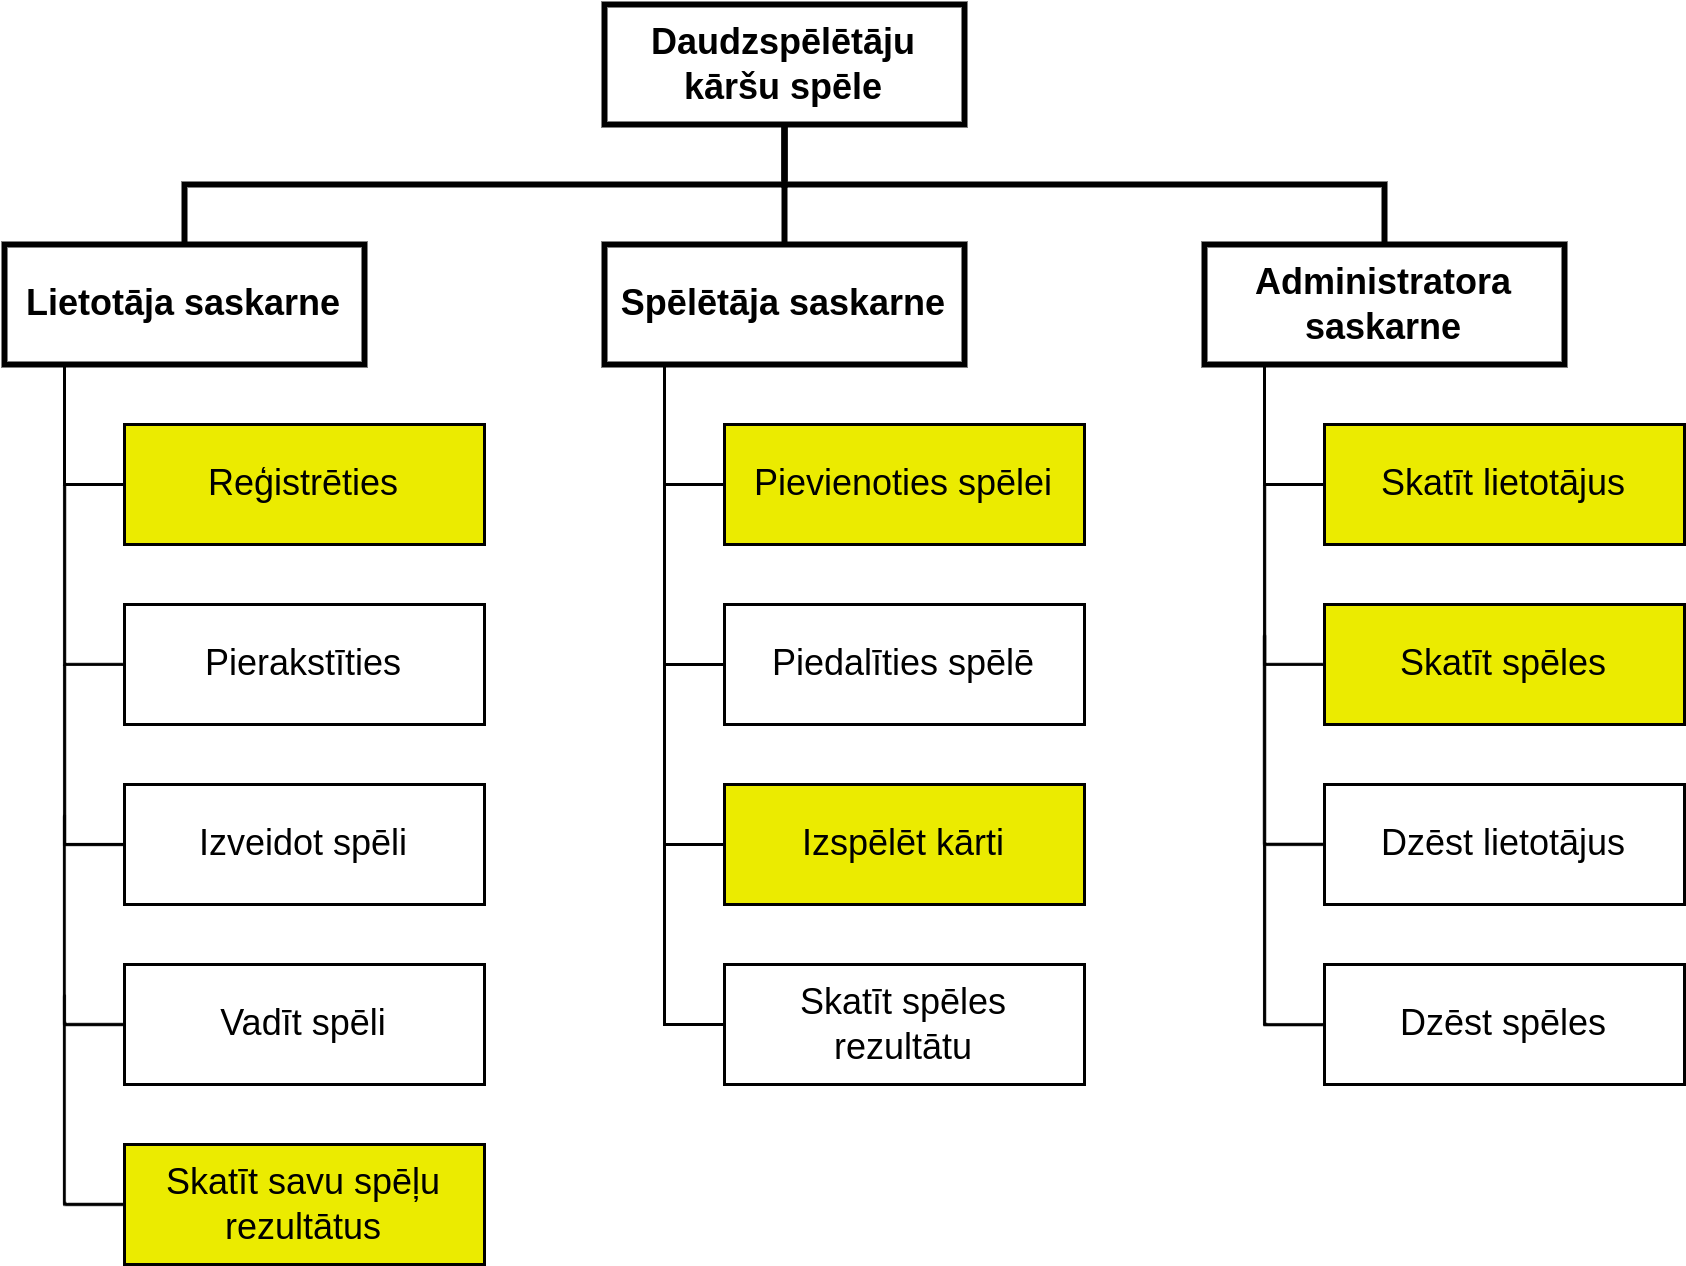 Daudzspēlētāju
kāršu spēle
Lietotāja saskarne
Spēlētāja saskarne
Administratora
saskarne
Reģistrēties
Pievienoties spēlei
Skatīt lietotājus
Pierakstīties
Piedalīties spēlē
Skatīt spēles
Izveidot spēli
Izspēlēt kārti
Dzēst lietotājus
Vadīt spēli
Skatīt spēles
rezultātu
Dzēst spēles
Skatīt savu spēļu
rezultātus